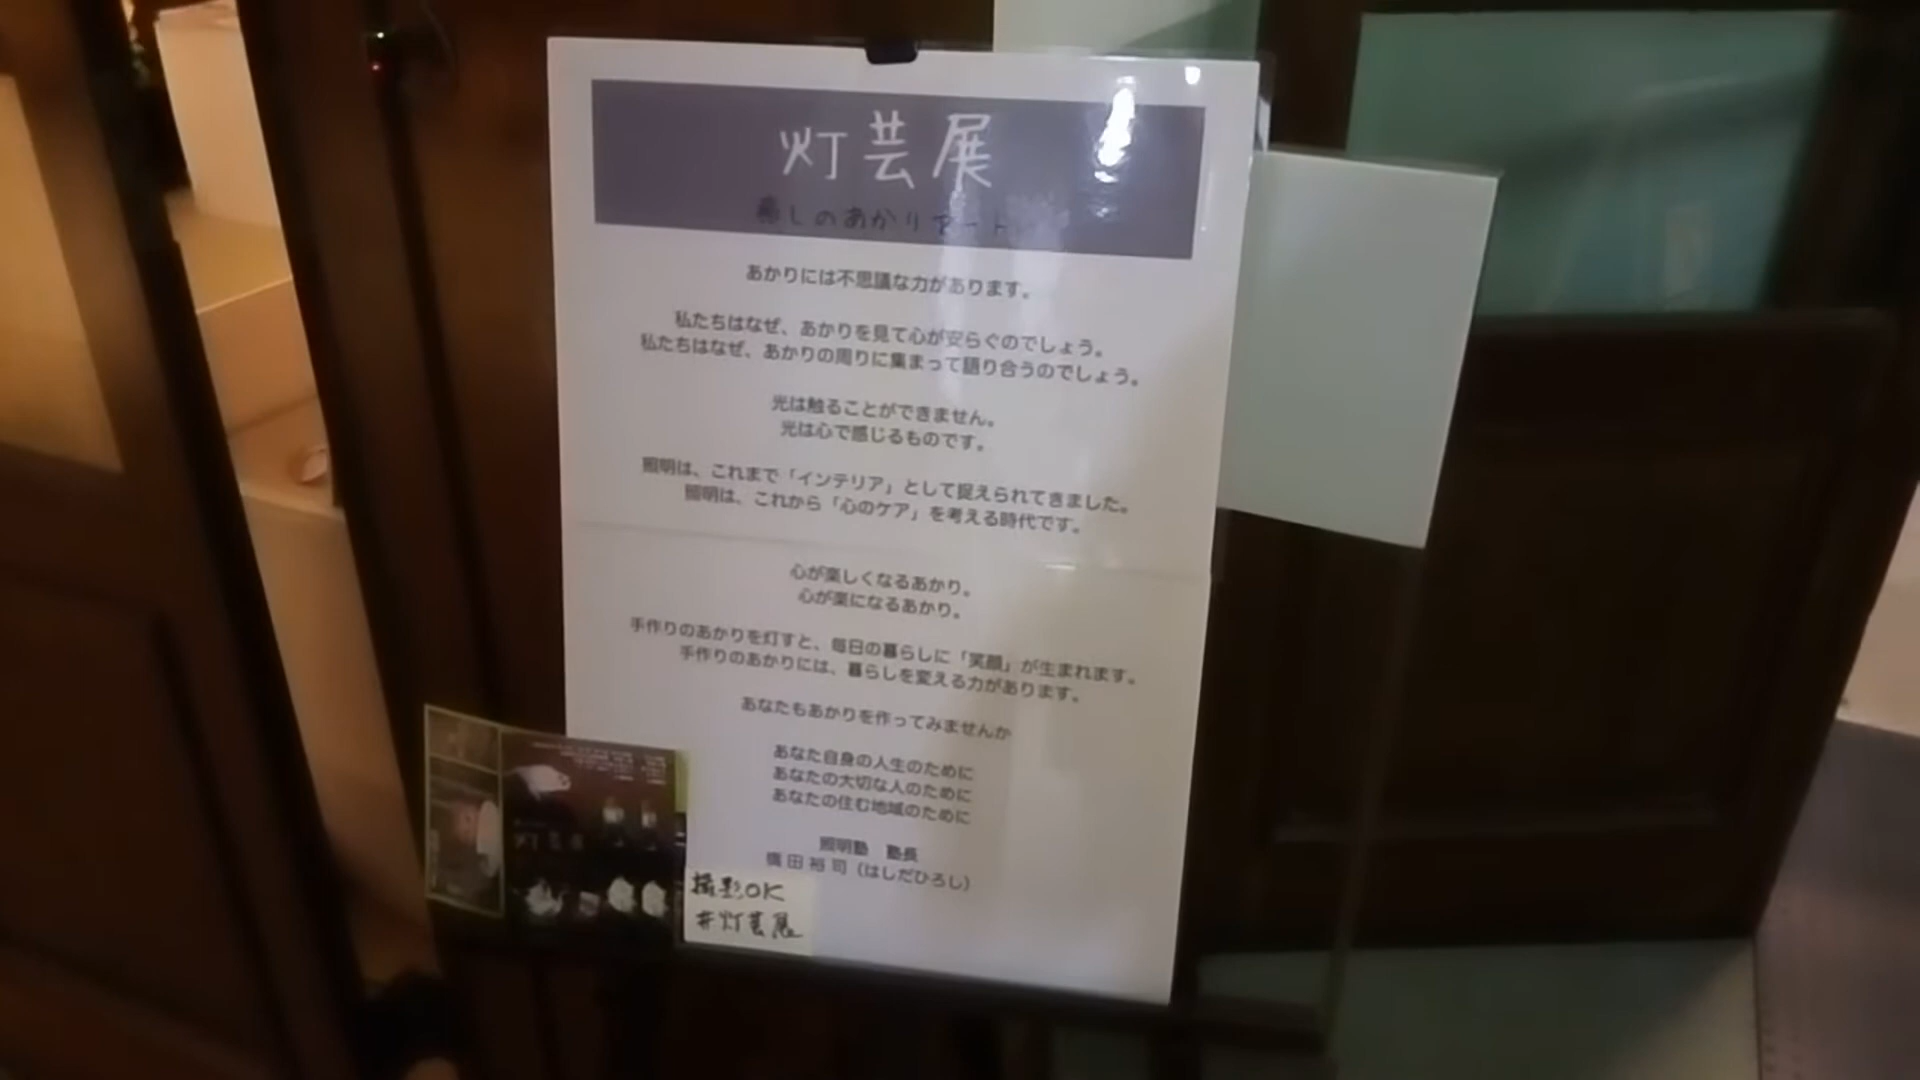 灯芸展
癒しのあかりアート
あかりには不思議な力があります。
私たちはなぜ、あかりを見て心が安らぐのでしょう。
私たちはなぜ、あかりの周りに集まって語り合うのでしょう。
光は触ることができません。
光は心で感じるものです。
照明は、これまで「インテリア」として捉えられてきました。
照明は、これから「心のケア」を考える時代です。
心が楽しくなるあかり。
心が楽になるあかり。
手作りのあかりを灯すと、毎日の暮らしに「笑顔」が生まれます。
手作りのあかりには、暮らしを変える力があります。
あなたもあかりを作ってみませんか
あなた自身の人生のために
あなたの大切な人のために
あなたの住む地域のために
照明塾 塾長
橋田裕司（はしだひろし）
撮影OK
#灯芸展
灯芸展